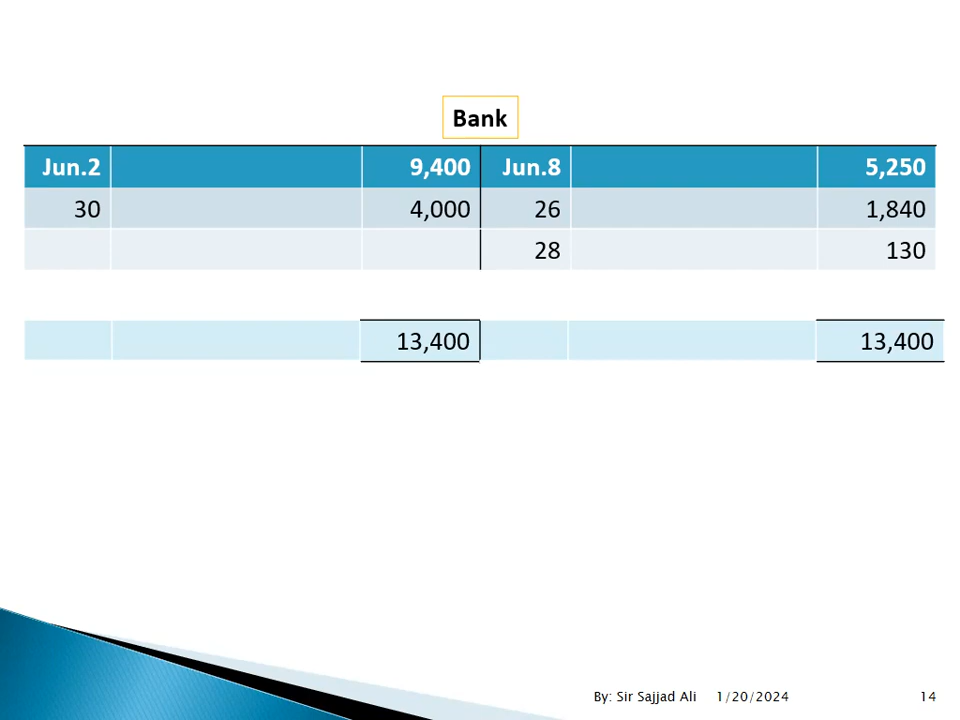 Bank
Jun.2 9,400 Jun.8 5,250
30 4,000 26 1,840
28 130
13,400 13,400
By: Sir Sajjad Ali 1/20/2024 14